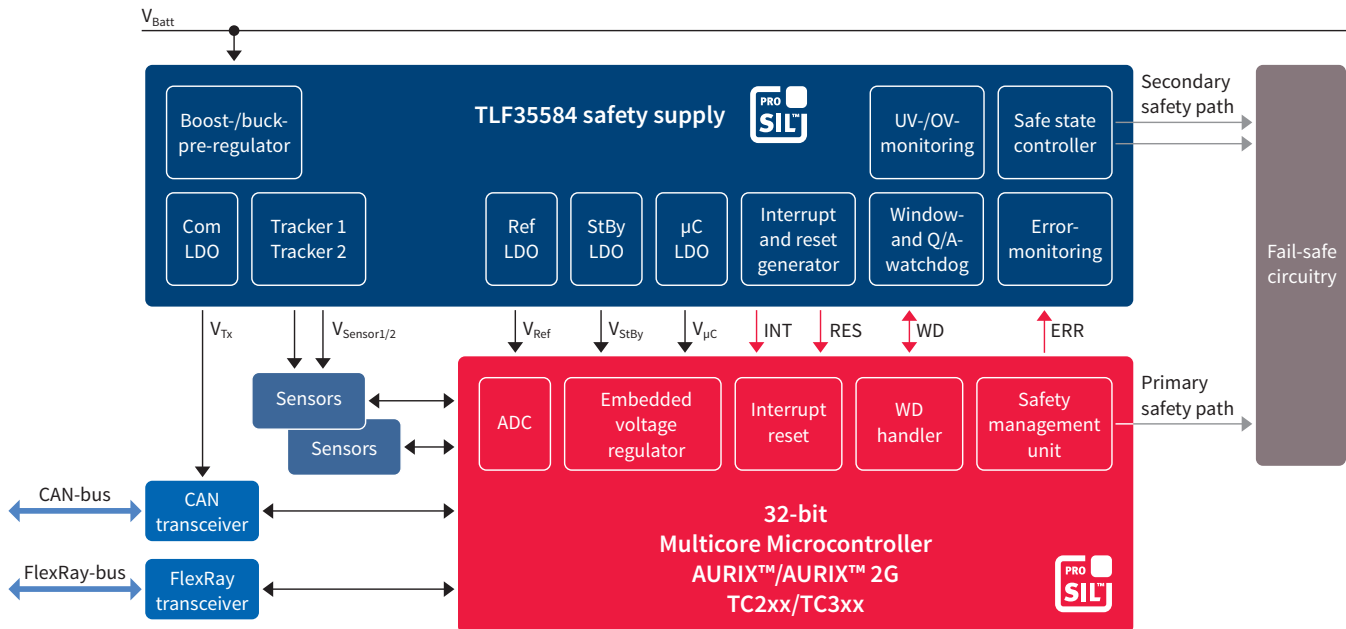 VBatt
TLF35584 safety supply
PRO
SIL™
Boost-/buck-
pre-regulator
UV-/OV-
monitoring
Safe state
controller
Secondary
safety path
Com
LDO
Tracker 1
Tracker 2
Ref
LDO
StBy
LDO
µC
LDO
Interrupt
and reset
generator
Window-
and Q/A-
watchdog
Error-
monitoring
Fail-safe
circuitry
VTx
VSensor1/2
VRef
VStBy
VµC
INT
RES
WD
ERR
Sensors
Sensors
ADC
Embedded
voltage
regulator
Interrupt
reset
WD
handler
Safety
management
unit
Primary
safety path
CAN-bus
CAN
transceiver
FlexRay-bus
FlexRay
transceiver
32-bit
Multicore Microcontroller
AURIX™/AURIX™ 2G
TC2xx/TC3xx
PRO
SIL™